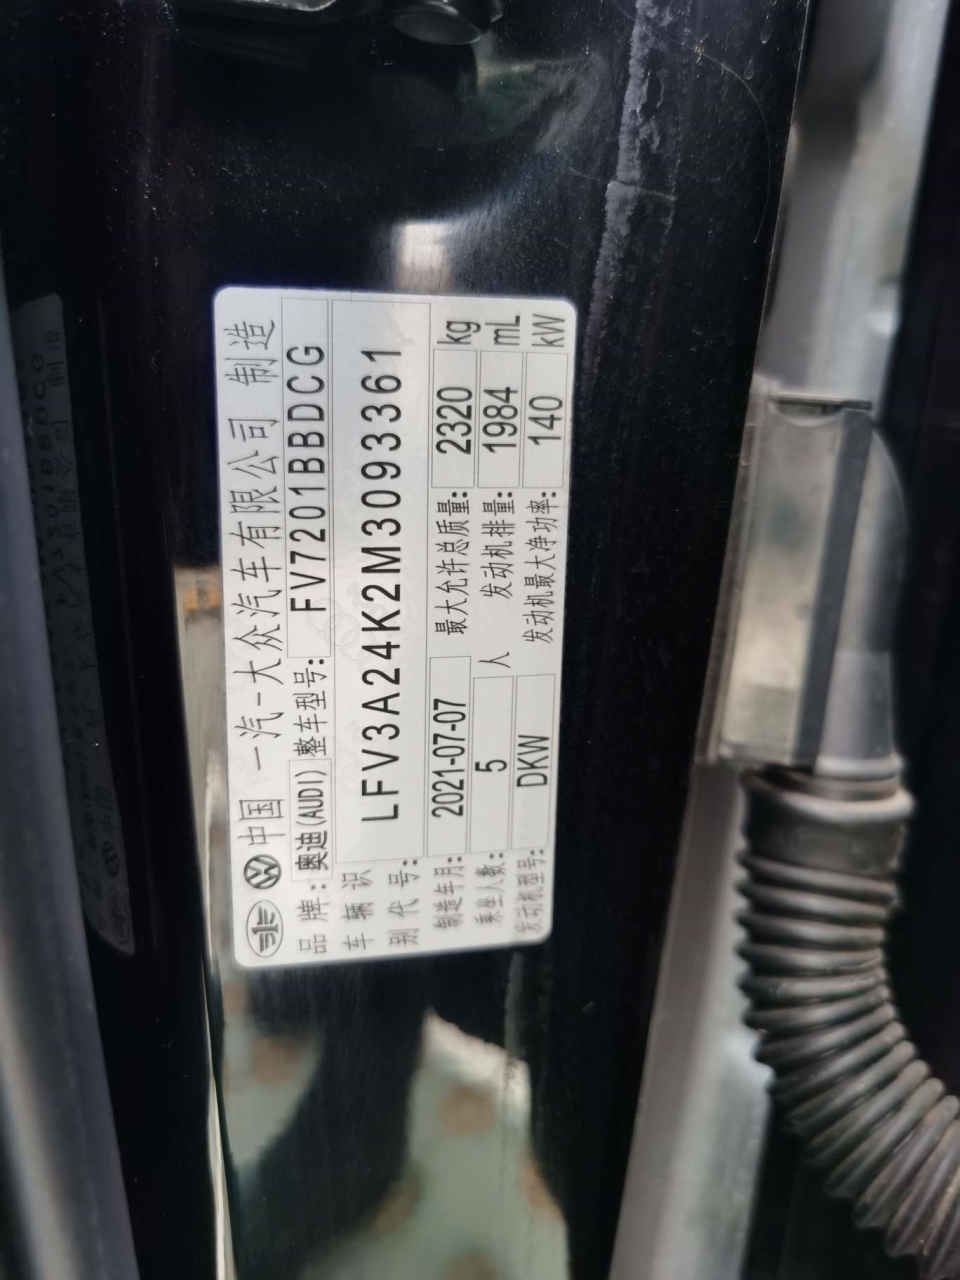 中国 一汽-大众汽车有限公司 制造
品牌: 奥迪(AUDI) 整车型号: FV7201BBDCG
车辆识别代号: LFV3A24K2M3093361
制造年月: 2021-07-07 最大允许总质量: 2320 kg
乘坐人数: 5 人 发动机排量: 1984 mL
发动机型号: DKW 发动机最大净功率: 140 kW